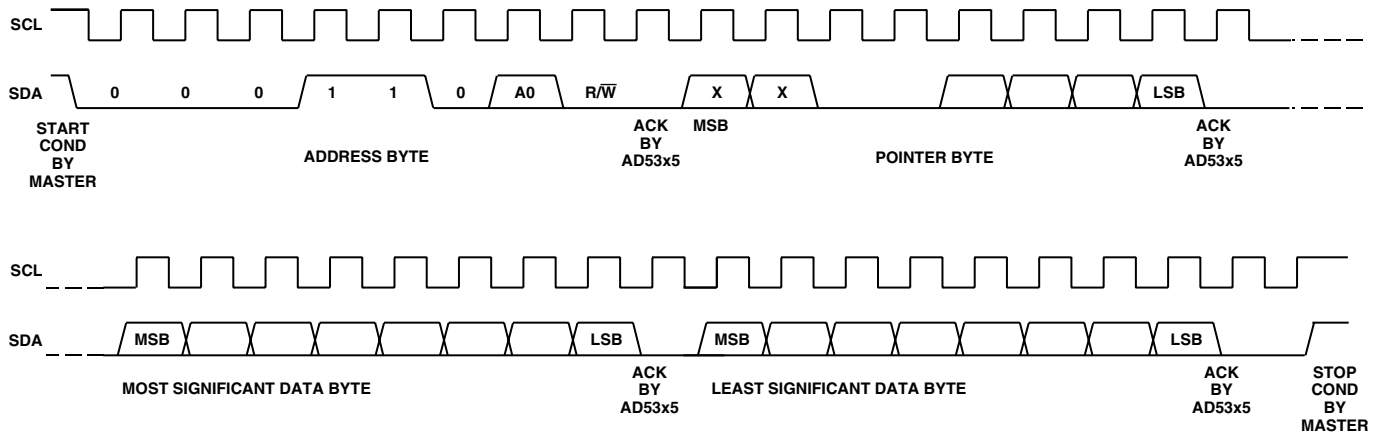 SCL
SDA 0 0 0 1 1 0 A0 R/W̅ X X LSB
START COND BY MASTER
ADDRESS BYTE
ACK BY AD53x5
MSB
POINTER BYTE
ACK BY AD53x5
SCL
SDA MSB LSB MSB LSB
MOST SIGNIFICANT DATA BYTE
ACK BY AD53x5
LEAST SIGNIFICANT DATA BYTE
ACK BY AD53x5
STOP COND BY MASTER